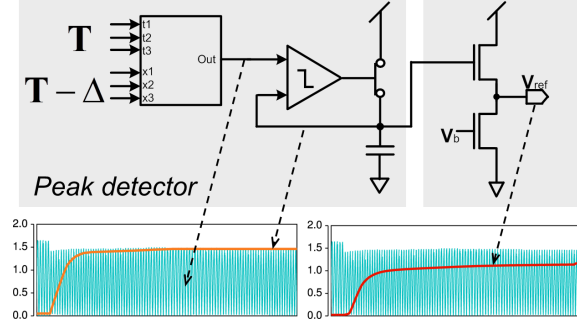 T
T − Δ
t1
t2
t3
x1
x2
x3
Out
V_ref
V_b
Peak detector
2.0
1.5
1.0
0.5
0.0
2.0
1.5
1.0
0.5
0.0